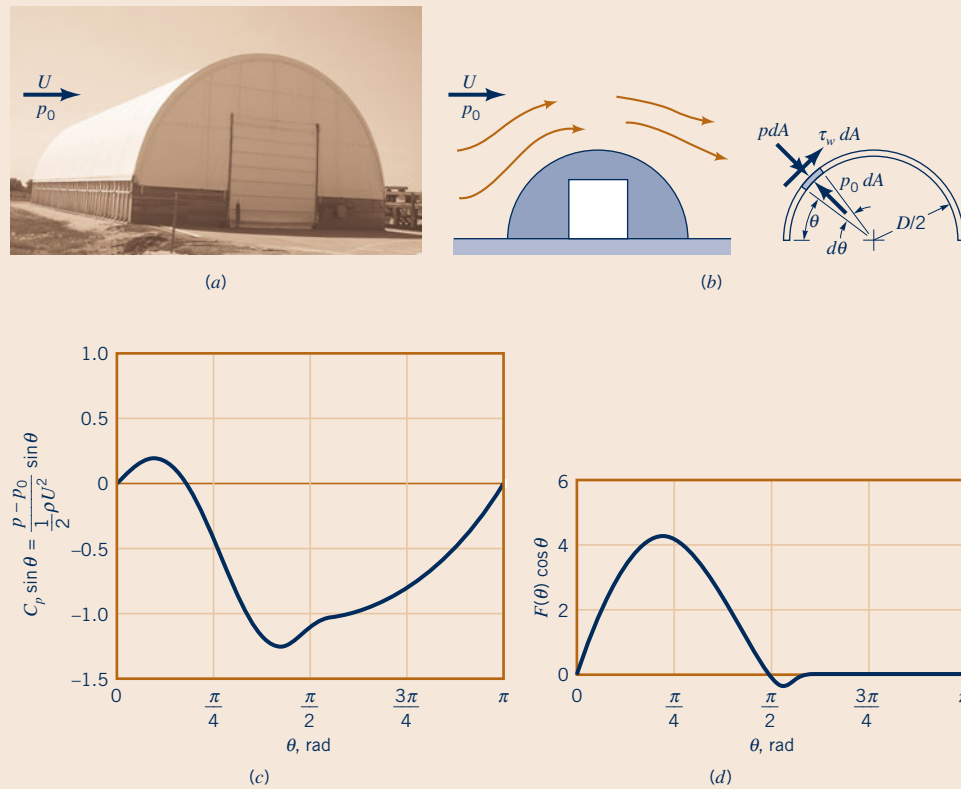 U
p₀
U
p₀
pdA
τ_w dA
p₀ dA
θ
dθ
D/2
(a)
(b)
C_p sin θ = (p − p₀)/(½ρU²) sin θ
1.0
0.5
0
−0.5
−1.0
−1.5
0
π/4
π/2
3π/4
π
θ, rad
(c)
F(θ) cos θ
6
4
2
0
0
π/4
π/2
3π/4
θ, rad
(d)